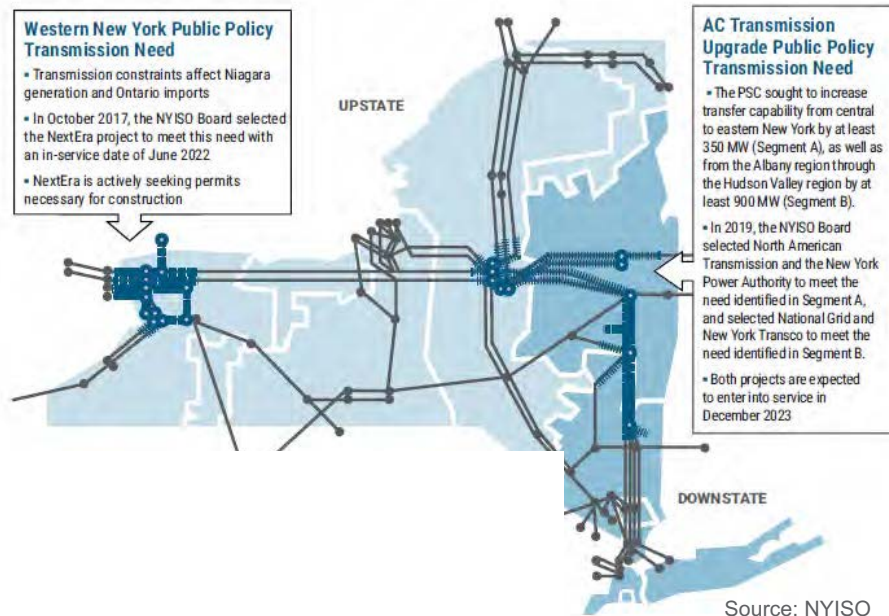 Western New York Public Policy
Transmission Need
▪ Transmission constraints affect Niagara
generation and Ontario imports
▪ In October 2017, the NYISO Board selected
the NextEra project to meet this need with
an in-service date of June 2022
▪ NextEra is actively seeking permits
necessary for construction
UPSTATE
AC Transmission
Upgrade Public Policy
Transmission Need
▪ The PSC sought to increase
transfer capability from central
to eastern New York by at least
350 MW (Segment A), as well as
from the Albany region through
the Hudson Valley region by at
least 900 MW (Segment B).
▪ In 2019, the NYISO Board
selected North American
Transmission and the New York
Power Authority to meet the
need identified in Segment A,
and selected National Grid and
New York Transco to meet the
need identified in Segment B.
▪ Both projects are expected
to enter into service in
December 2023
DOWNSTATE
Source: NYISO